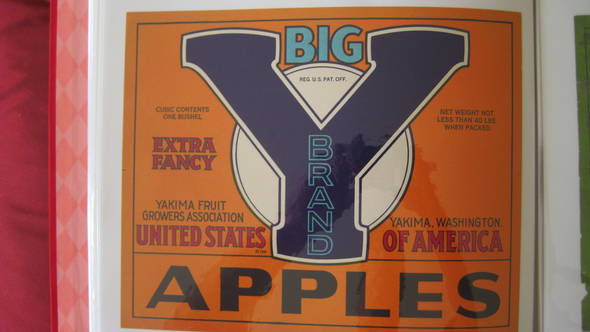 BIG
Y
REG. U.S. PAT. OFF.
CUBIC CONTENTS
ONE BUSHEL
NET WEIGHT NOT
LESS THAN 40 LBS
WHEN PACKED
EXTRA
FANCY
BRAND
YAKIMA FRUIT
GROWERS ASSOCIATION
YAKIMA, WASHINGTON
UNITED STATES
OF AMERICA
APPLES